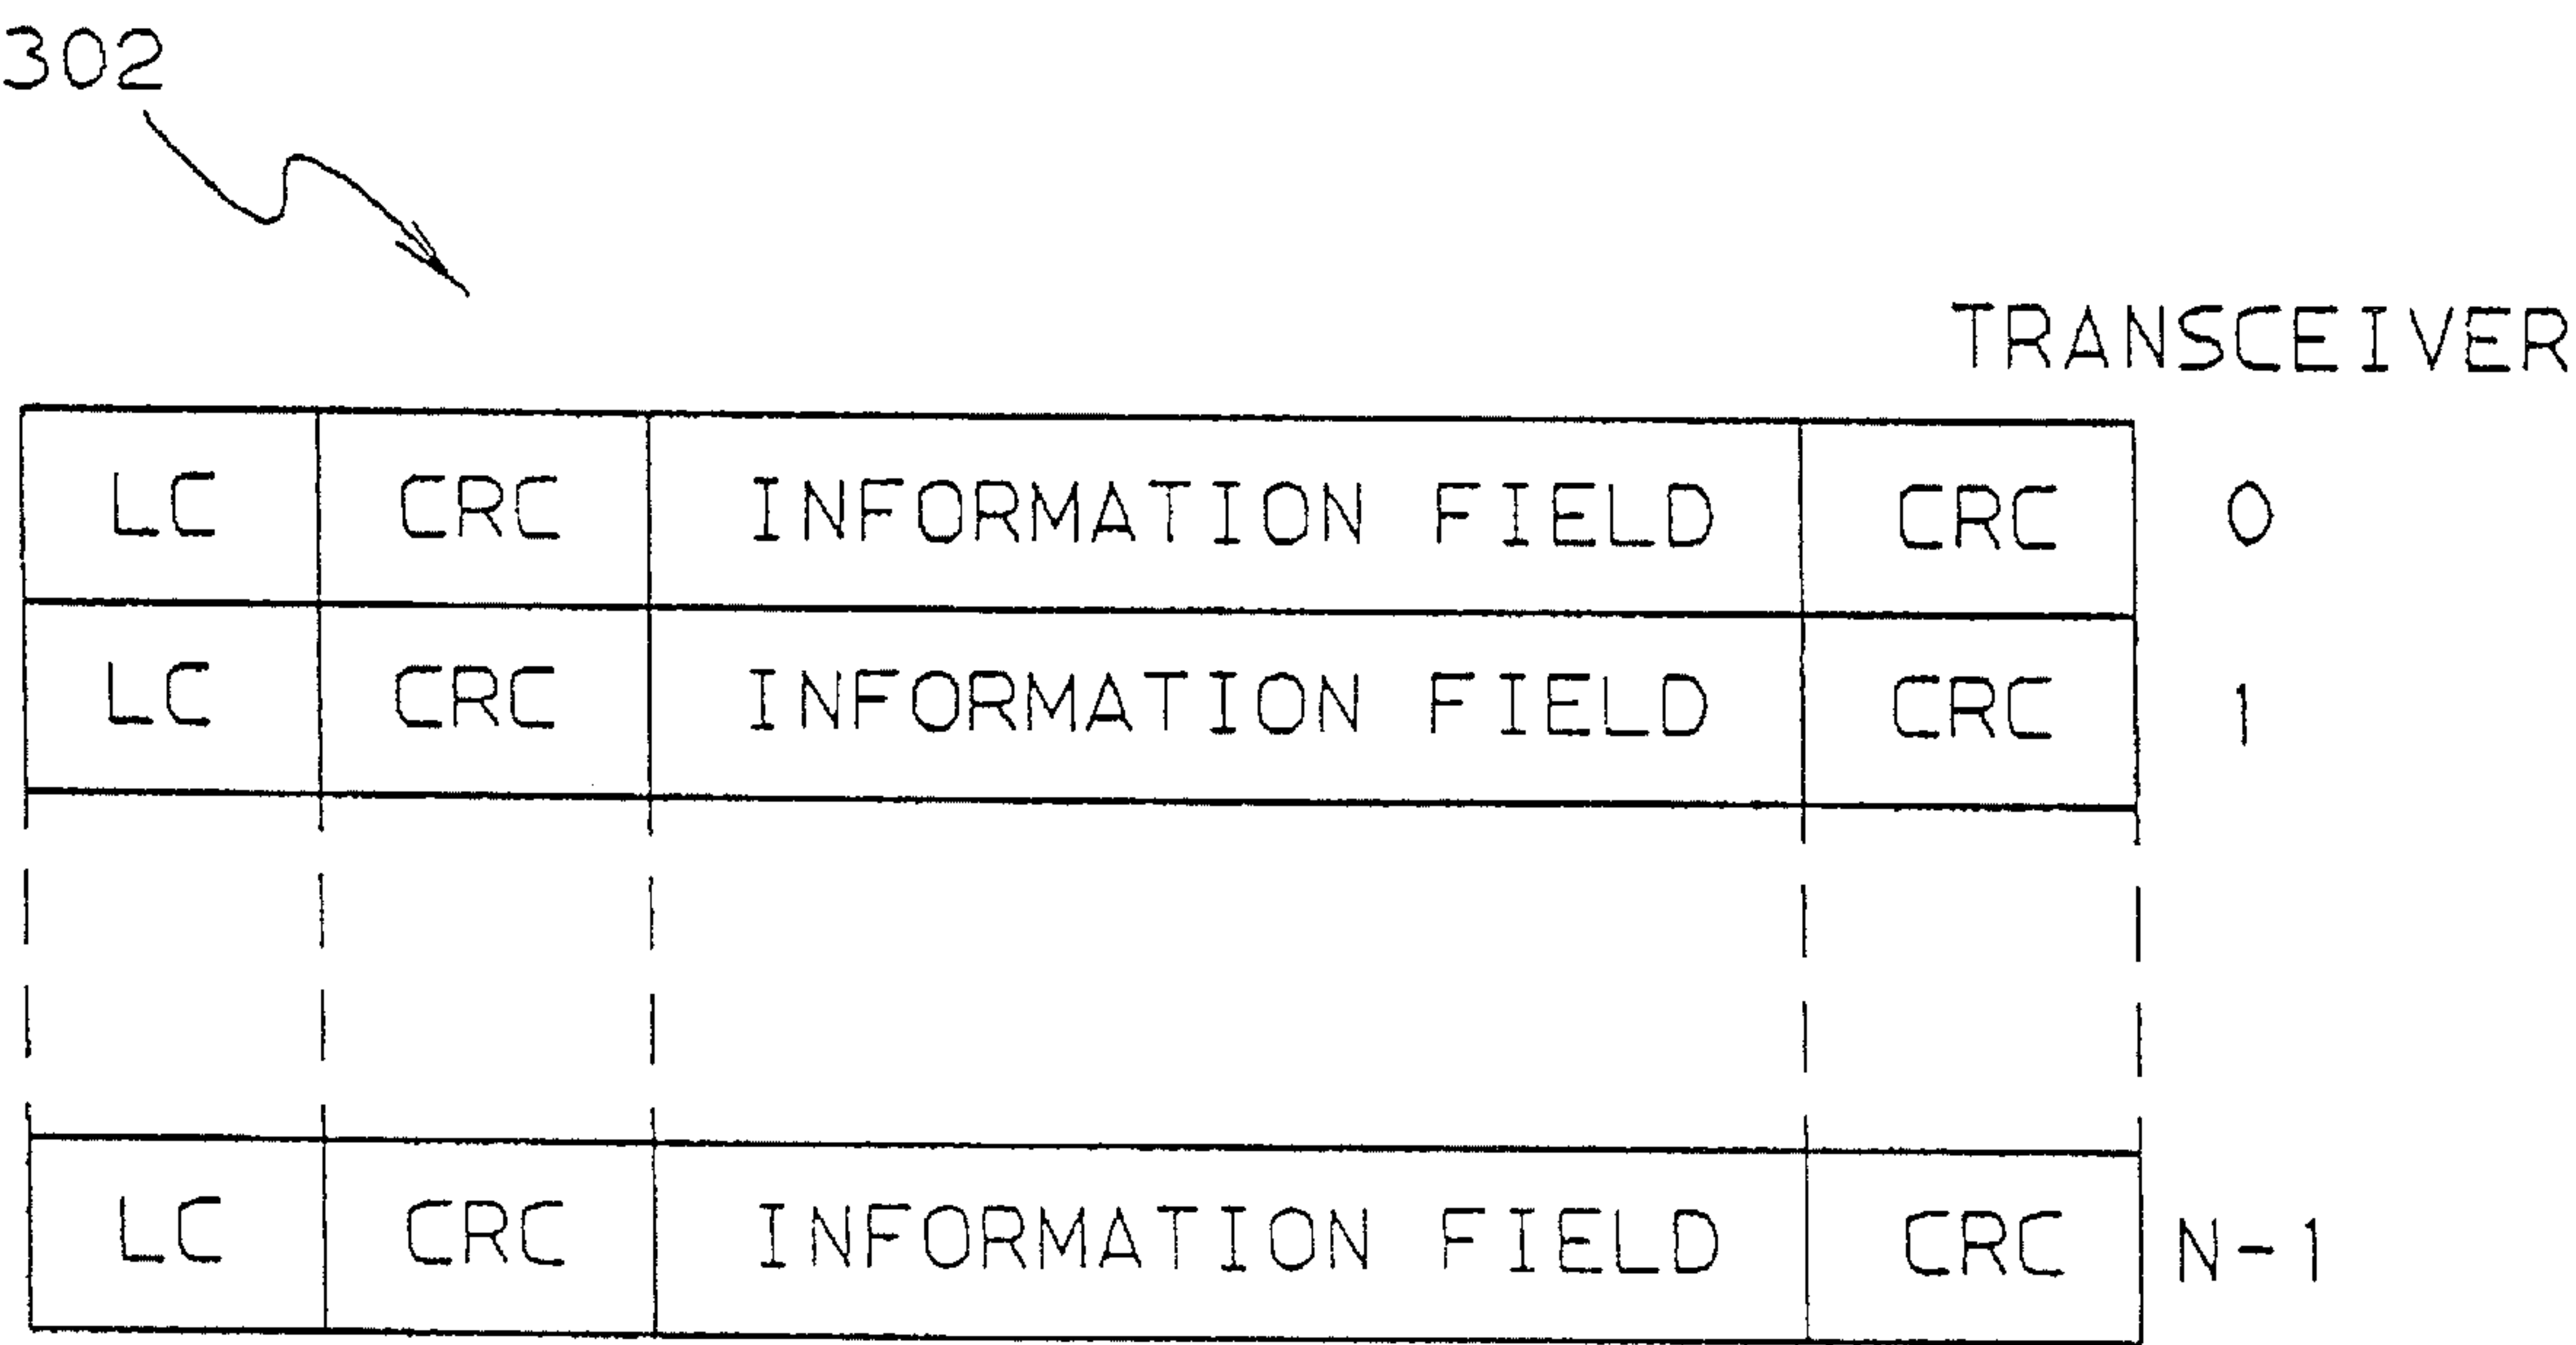 302
TRANSCEIVER
LC CRC INFORMATION FIELD CRC 0
LC CRC INFORMATION FIELD CRC 1
LC CRC INFORMATION FIELD CRC N-1